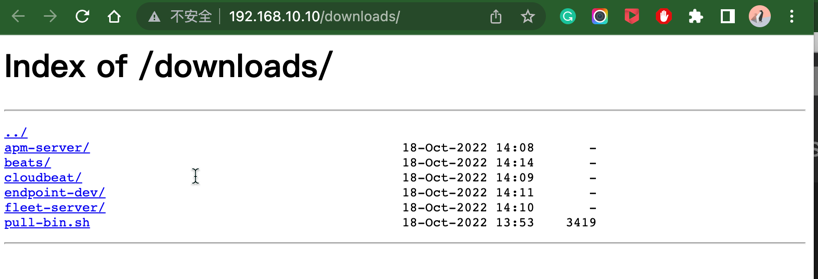 不安全 192.168.10.10/downloads/
Index of /downloads/
../
apm-server/ 18-Oct-2022 14:08 -
beats/ 18-Oct-2022 14:14 -
cloudbeat/ 18-Oct-2022 14:09 -
endpoint-dev/ 18-Oct-2022 14:11 -
fleet-server/ 18-Oct-2022 14:10 -
pull-bin.sh 18-Oct-2022 13:53 3419